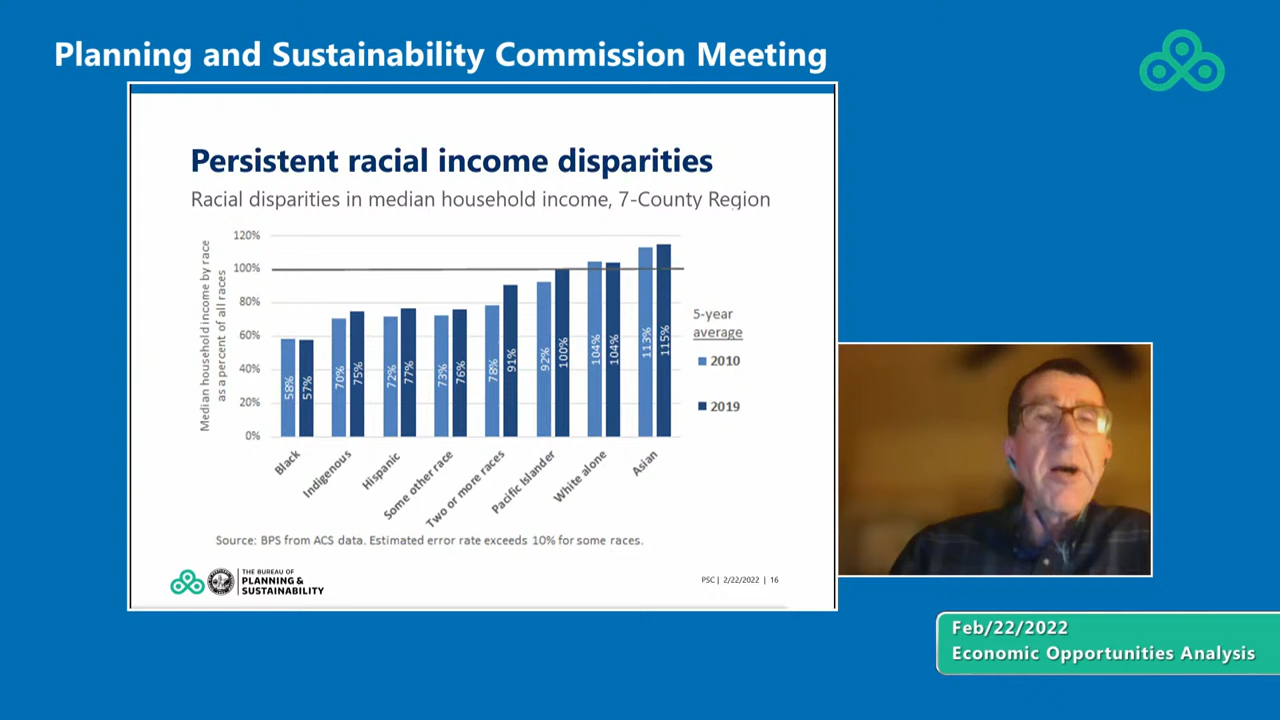 Planning and Sustainability Commission Meeting
Persistent racial income disparities
Racial disparities in median household income, 7-County Region
Median household income by race
as a percent of all races
120%
100%
80%
60%
40%
20%
0%
58%
57%
70%
75%
72%
77%
73%
76%
78%
91%
92%
100%
104%
104%
113%
115%
Black
Indigenous
Hispanic
Some other race
Two or more races
Pacific Islander
White alone
Asian
5-year
average
2010
2019
Source: BPS from ACS data. Estimated error rate exceeds 10% for some races.
THE BUREAU OF
PLANNING &
SUSTAINABILITY
PSC | 2/22/2022 | 16
Feb/22/2022
Economic Opportunities Analysis